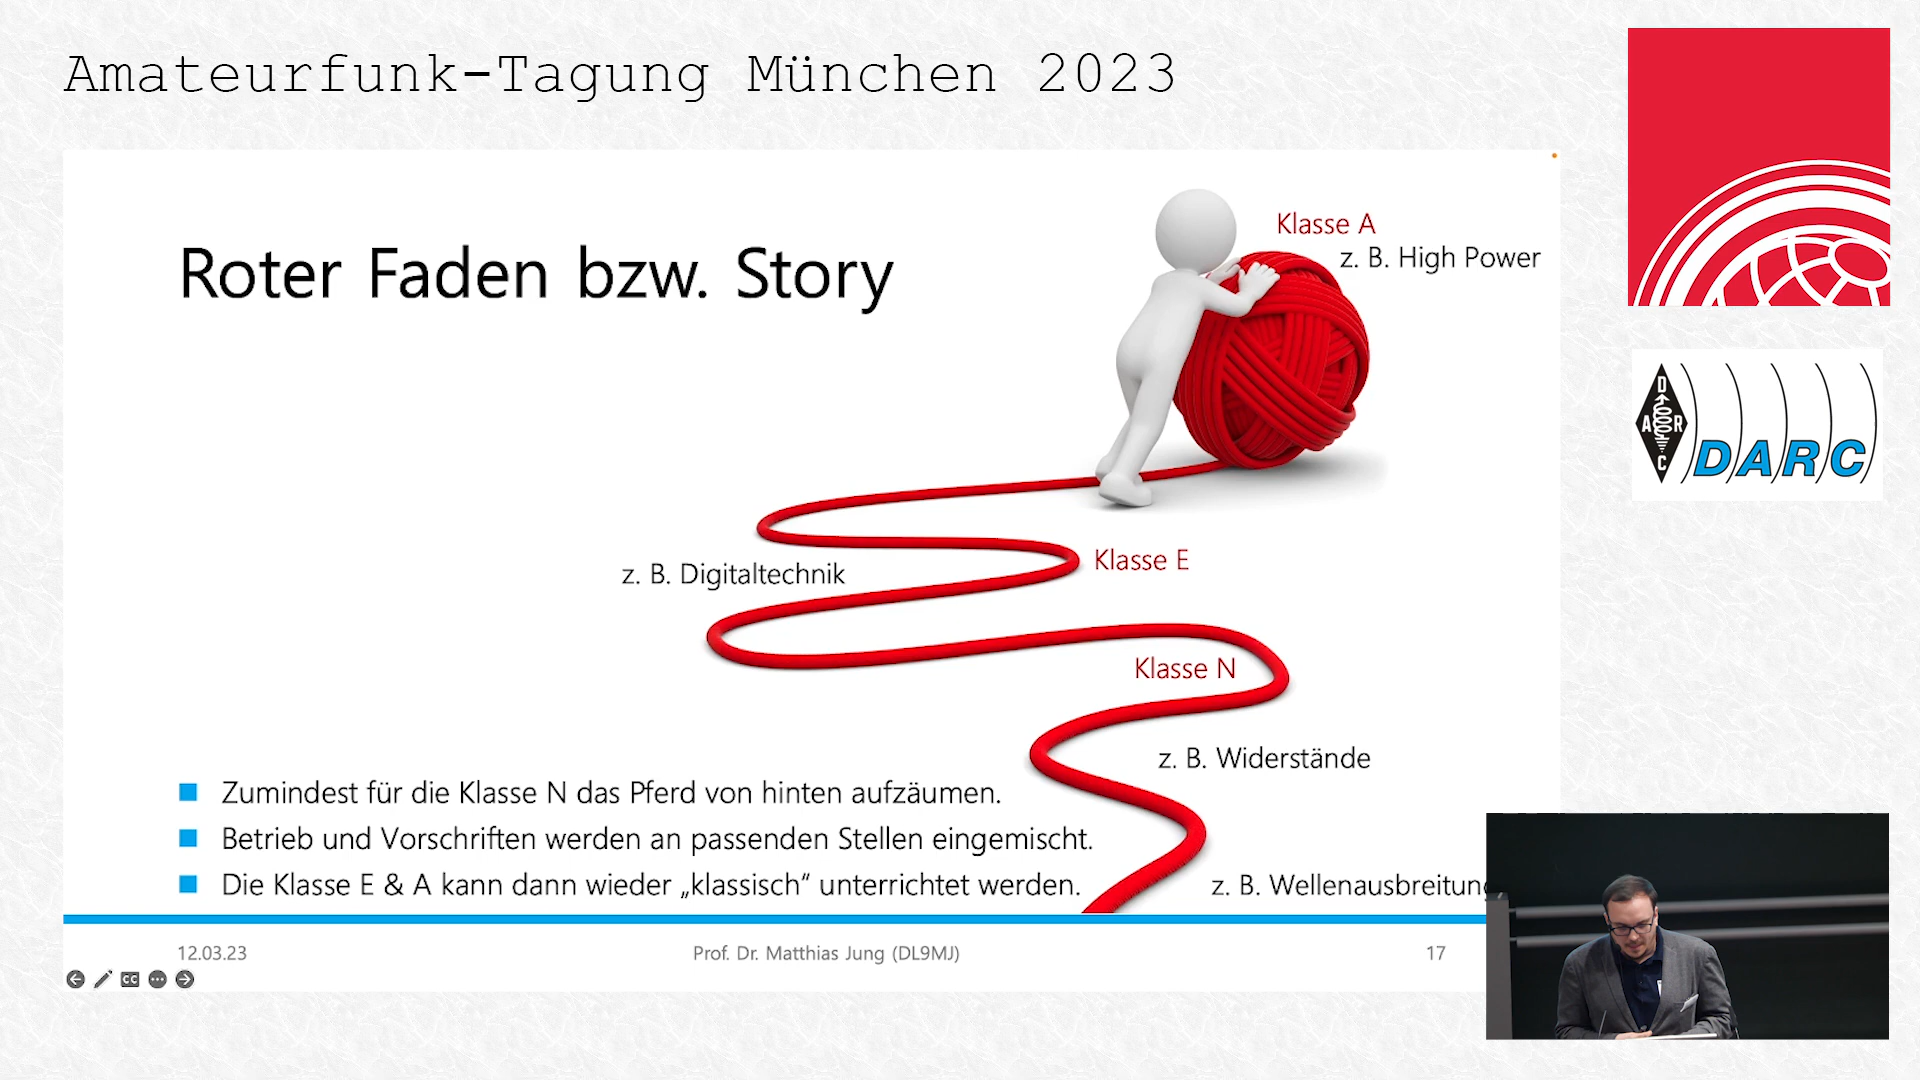 Amateurfunk-Tagung München 2023
Roter Faden bzw. Story
Klasse A
z. B. High Power
z. B. Digitaltechnik
Klasse E
Klasse N
z. B. Widerstände
z. B. Wellenausbreitung
Zumindest für die Klasse N das Pferd von hinten aufzäumen.
Betrieb und Vorschriften werden an passenden Stellen eingemischt.
Die Klasse E & A kann dann wieder „klassisch“ unterrichtet werden.
12.03.23
Prof. Dr. Matthias Jung (DL9MJ)
17
CC
D
A R
C
DARC